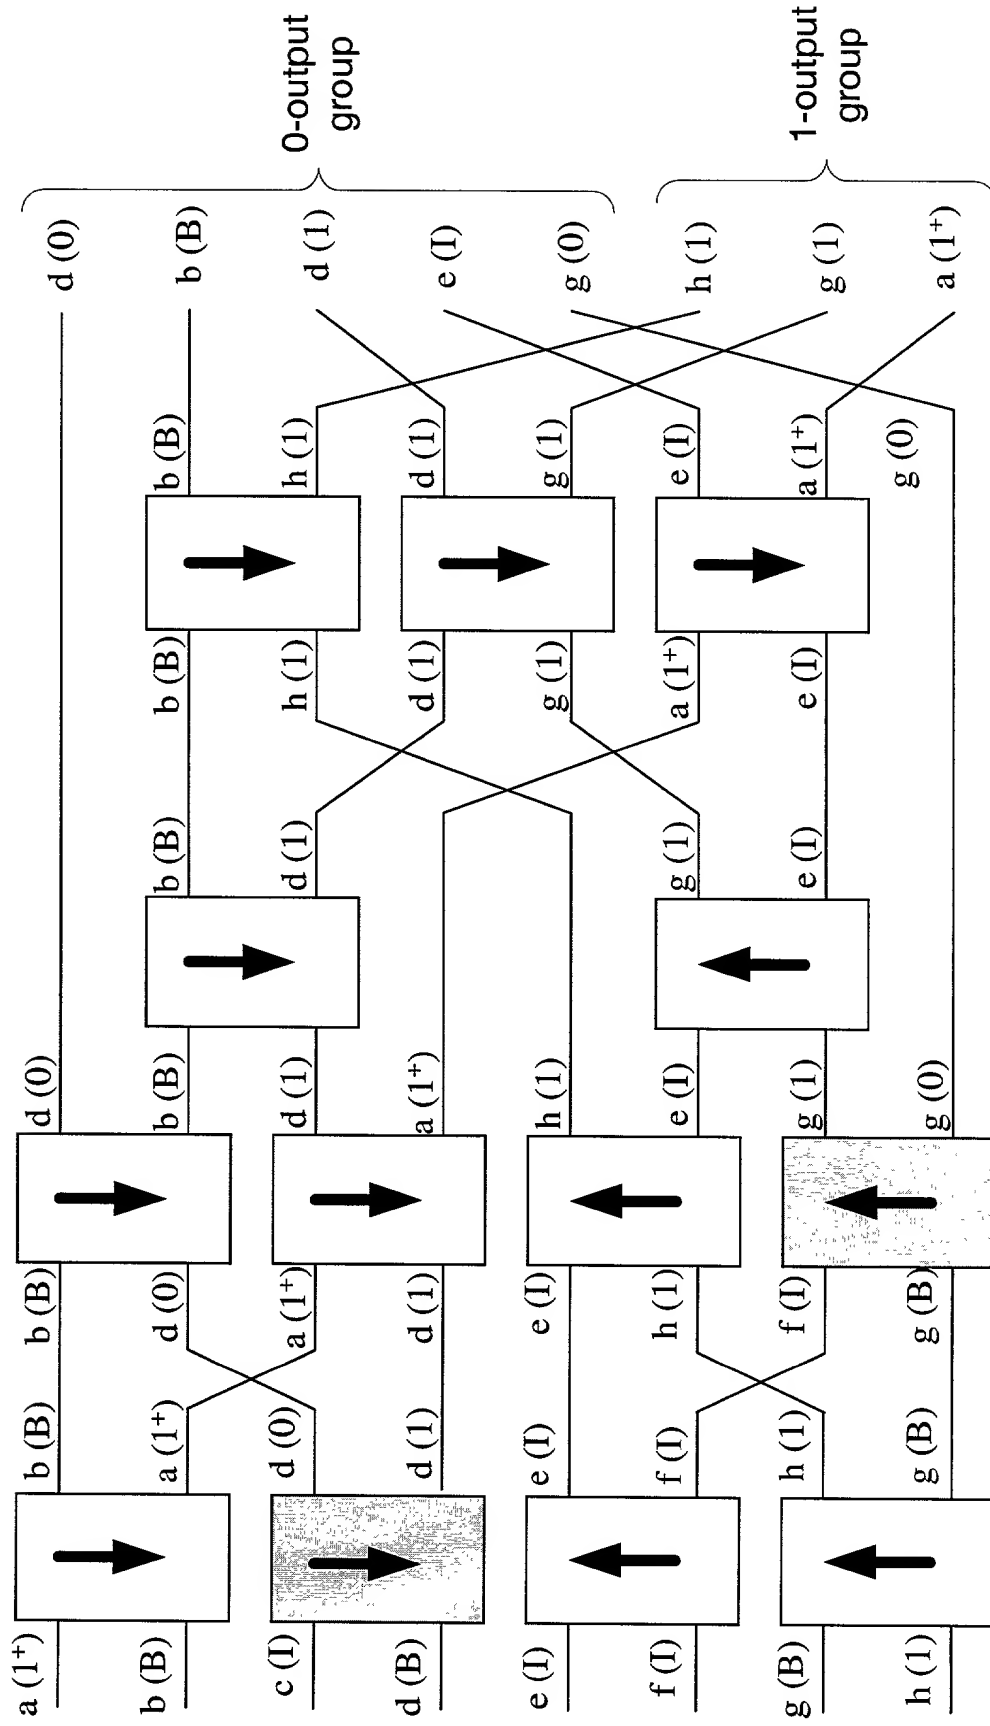 a (1⁺)
b (B)
c (I)
d (B)
e (I)
f (I)
g (B)
h (1)
b (B)
a (1⁺)
d (0)
d (1)
e (I)
f (I)
h (1)
g (B)
b (B)
d (0)
a (1⁺)
d (1)
e (I)
h (1)
f (I)
g (B)
d (0)
b (B)
d (1)
a (1⁺)
h (1)
e (I)
g (1)
g (0)
b (B)
d (1)
g (1)
e (I)
b (B)
h (1)
d (1)
g (1)
a (1⁺)
e (I)
b (B)
h (1)
d (1)
g (1)
e (I)
a (1⁺)
g (0)
d (0)
b (B)
d (1)
e (I)
g (0)
h (1)
g (1)
a (1⁺)
0-output
group
1-output
group